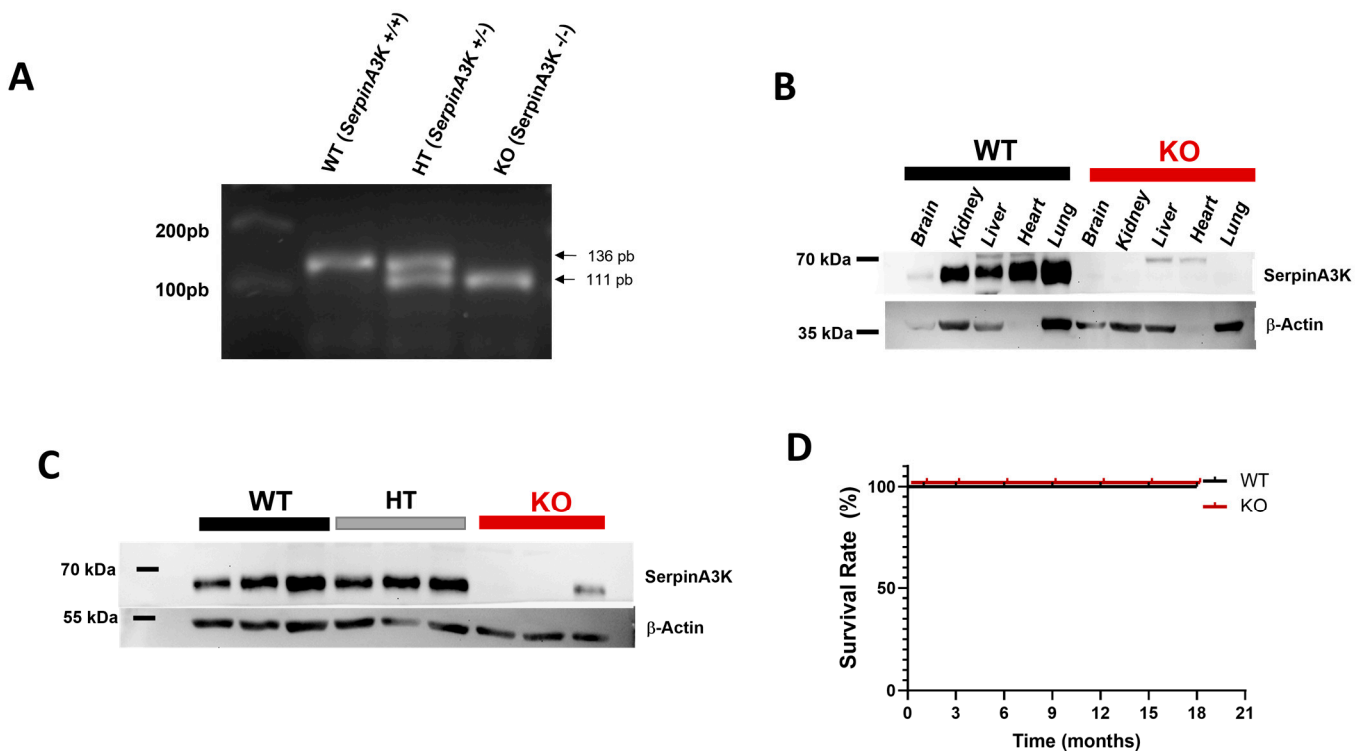 A
WT (SerpinA3K +/+)
HT (SerpinA3K +/-)
KO (SerpinA3K -/-)
200pb
100pb
136 pb
111 pb
B
WT
KO
Brain
Kidney
Liver
Heart
Lung
Brain
Kidney
Liver
Heart
Lung
70 kDa
SerpinA3K
35 kDa
β-Actin
C
WT
HT
KO
70 kDa
SerpinA3K
55 kDa
β-Actin
D
Survival Rate (%)
100
50
0
0 3 6 9 12 15 18 21
Time (months)
WT
KO